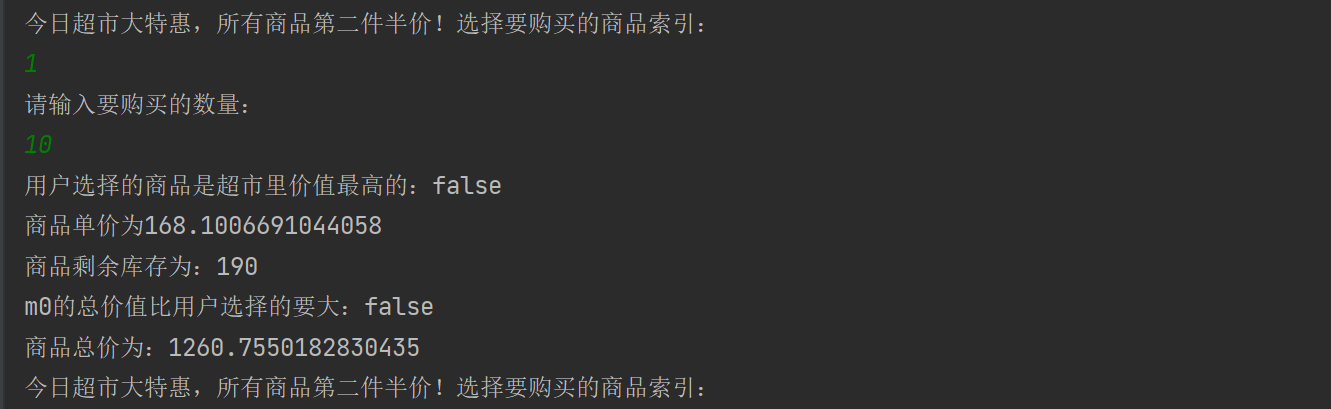 今日超市大特惠，所有商品第二件半价！选择要购买的商品索引：
1
请输入要购买的数量：
10
用户选择的商品是超市里价值最高的：false
商品单价为168.1006691044058
商品剩余库存为：190
m0的总价值比用户选择的要大：false
商品总价为：1260.7550182830435
今日超市大特惠，所有商品第二件半价！选择要购买的商品索引：